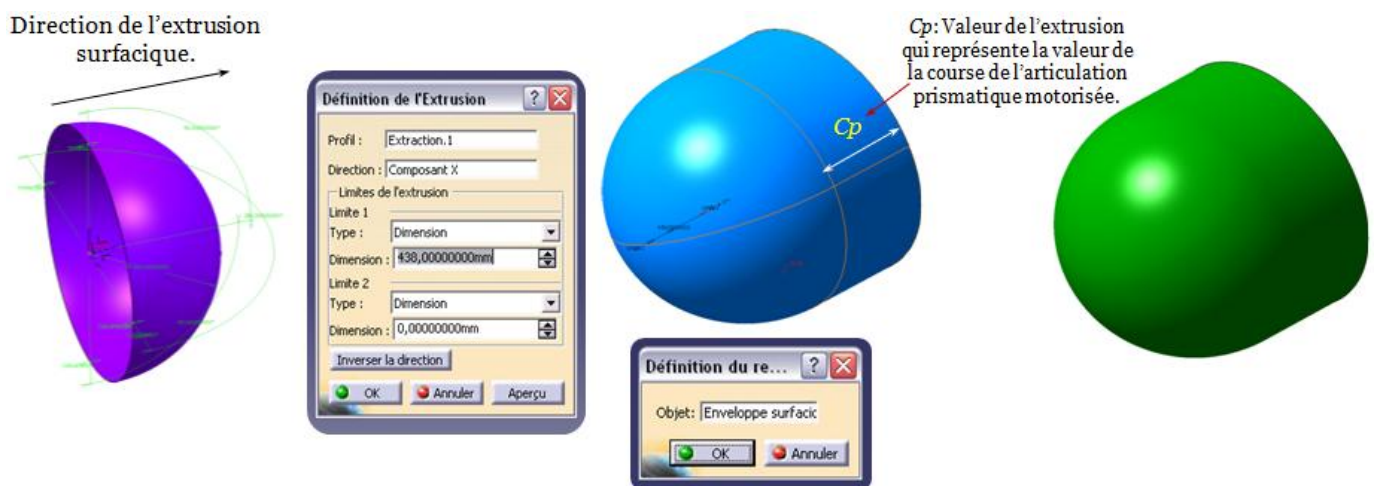 Direction de l'extrusion
surfacique.
Définition de l'Extrusion
Profil : Extraction.1
Direction : Composant X
Limites de l'extrusion
Limite 1
Type : Dimension
Dimension : 438,00000000mm
Limite 2
Type : Dimension
Dimension : 0,00000000mm
Inverser la direction
OK Annuler Aperçu
Cp
Cp: Valeur de l'extrusion
qui représente la valeur de
la course de l'articulation
prismatique motorisée.
Définition du re...
Objet: Enveloppe surfacic
OK Annuler